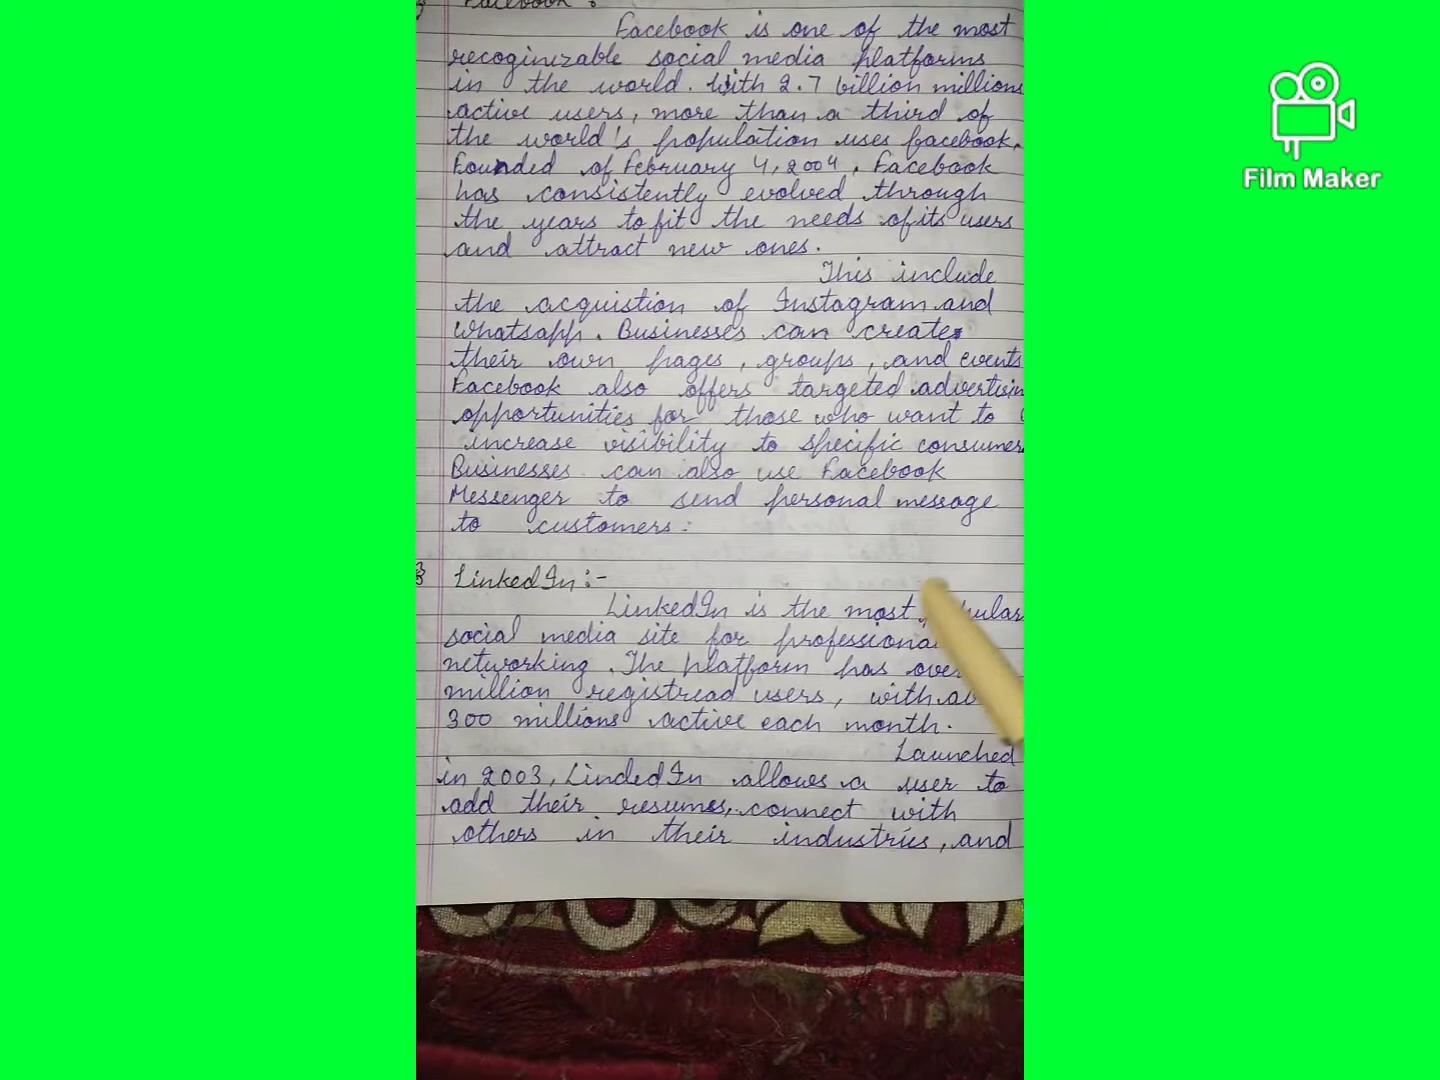 Facebook :
Facebook is one of the most
recoginizable social media platforms
in the world. With 2.7 billion millions
active users, more than a third of
the world's population uses facebook.
Founded of February 4, 2004. Facebook
has consistently evolved through
the years to fit the needs of its users
and attract new ones.
This include
the acquistion of Instagram and
Whatsapp. Businesses can create
their own pages, groups, and events
Facebook also offers targeted advertisin
opportunities for those who want to
increase visibility to specific consumer
Businesses can also use Facebook
Messenger to send personal message
to customers.
LinkedIn :-
LinkedIn is the most
social media site for
networking. The platform has
million registread users, with
300 millions active each month.
Launched
in 2003, LindedIn allows a user to
add their resumes, connect with
others in their industries, and
Film Maker